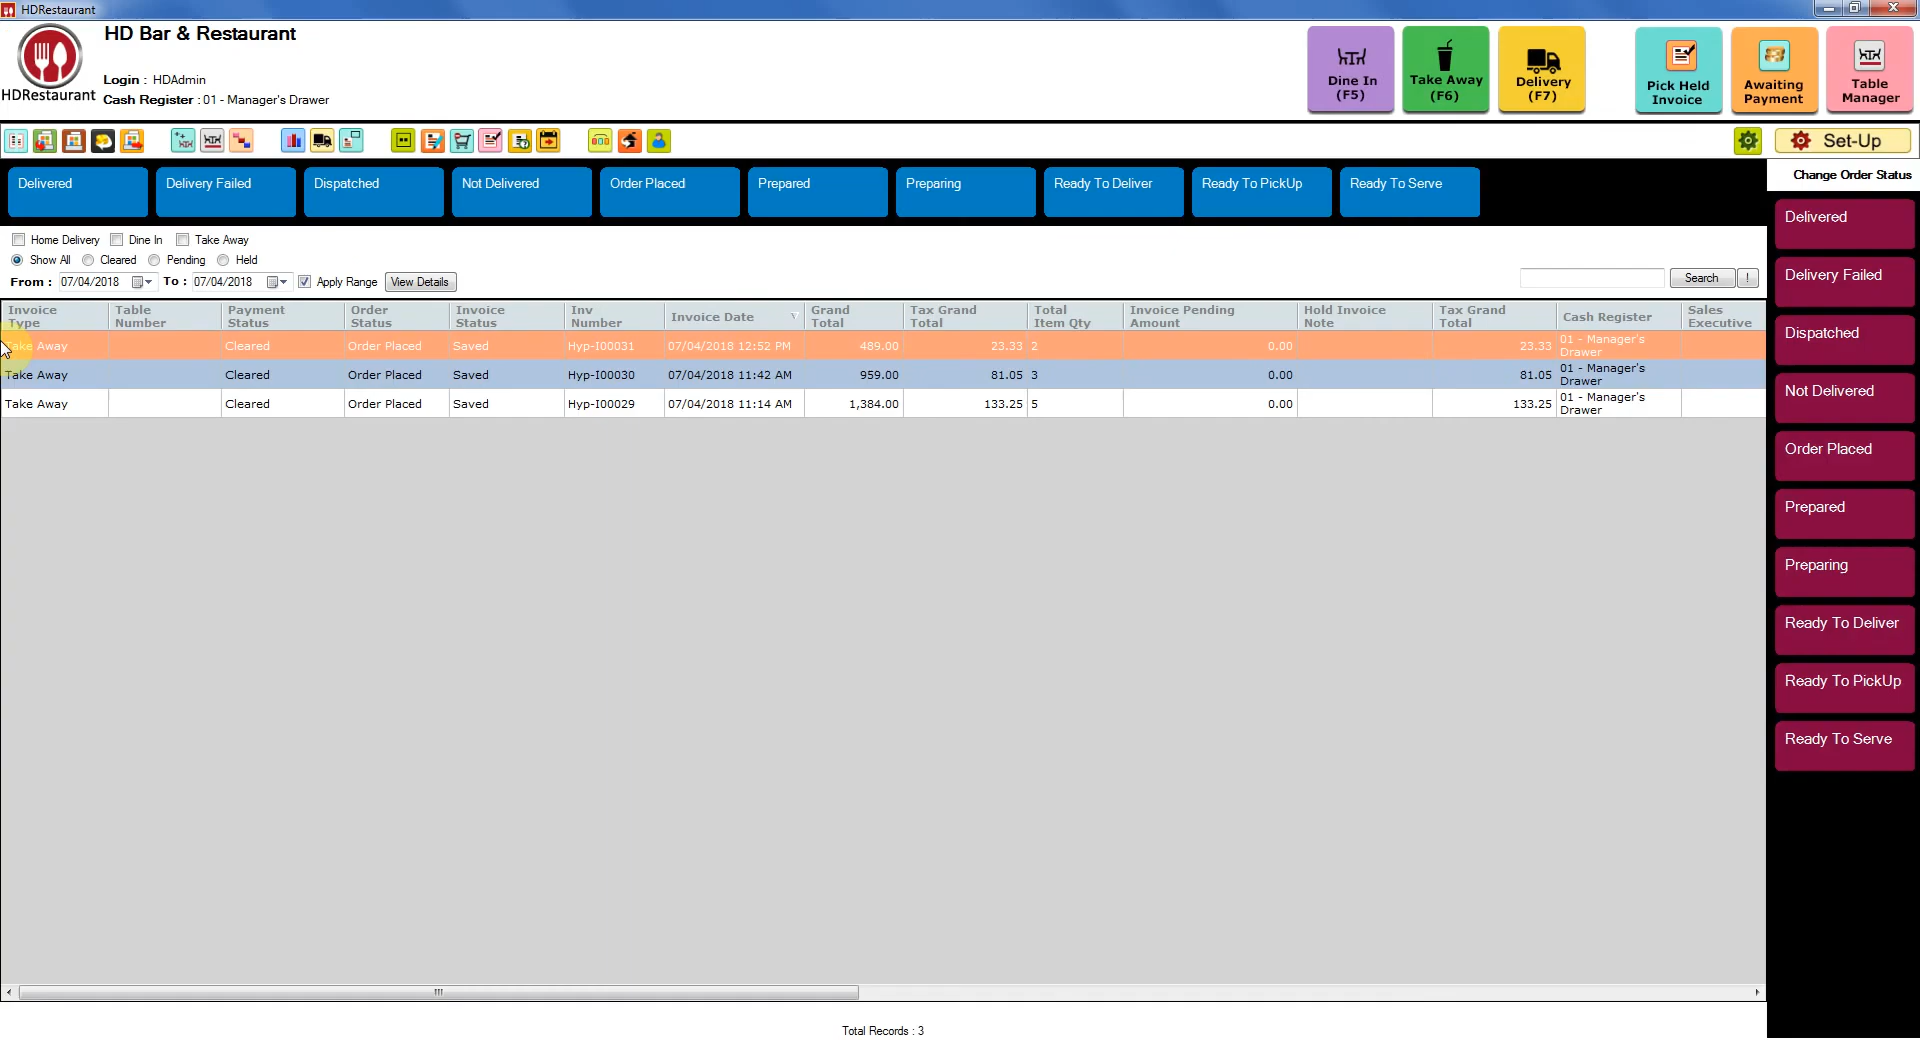 HDRestaurant
HD Bar & Restaurant
Login : HDAdmin
Cash Register : 01 - Manager's Drawer
HDRestaurant
Dine In (F5)
Take Away (F6)
Delivery (F7)
Pick Held Invoice
Awaiting Payment
Table Manager
Set-Up
Delivered
Delivery Failed
Dispatched
Not Delivered
Order Placed
Prepared
Preparing
Ready To Deliver
Ready To PickUp
Ready To Serve
Change Order Status
Home Delivery Dine In Take Away
Show All Cleared Pending Held
From : 07/04/2018 To : 07/04/2018 Apply Range View Details
Search !
Invoice Type Table Number Payment Status Order Status Invoice Status Inv Number Invoice Date Grand Total Tax Grand Total Total Item Qty Invoice Pending Amount Hold Invoice Note Tax Grand Total Cash Register Sales Executive
Take Away Cleared Order Placed Saved Hyp-I00031 07/04/2018 12:52 PM 489.00 23.33 2 0.00 23.33 01 - Manager's Drawer
Take Away Cleared Order Placed Saved Hyp-I00030 07/04/2018 11:42 AM 959.00 81.05 3 0.00 81.05 01 - Manager's Drawer
Take Away Cleared Order Placed Saved Hyp-I00029 07/04/2018 11:14 AM 1,384.00 133.25 5 0.00 133.25 01 - Manager's Drawer
Delivered
Delivery Failed
Dispatched
Not Delivered
Order Placed
Prepared
Preparing
Ready To Deliver
Ready To PickUp
Ready To Serve
Total Records : 3